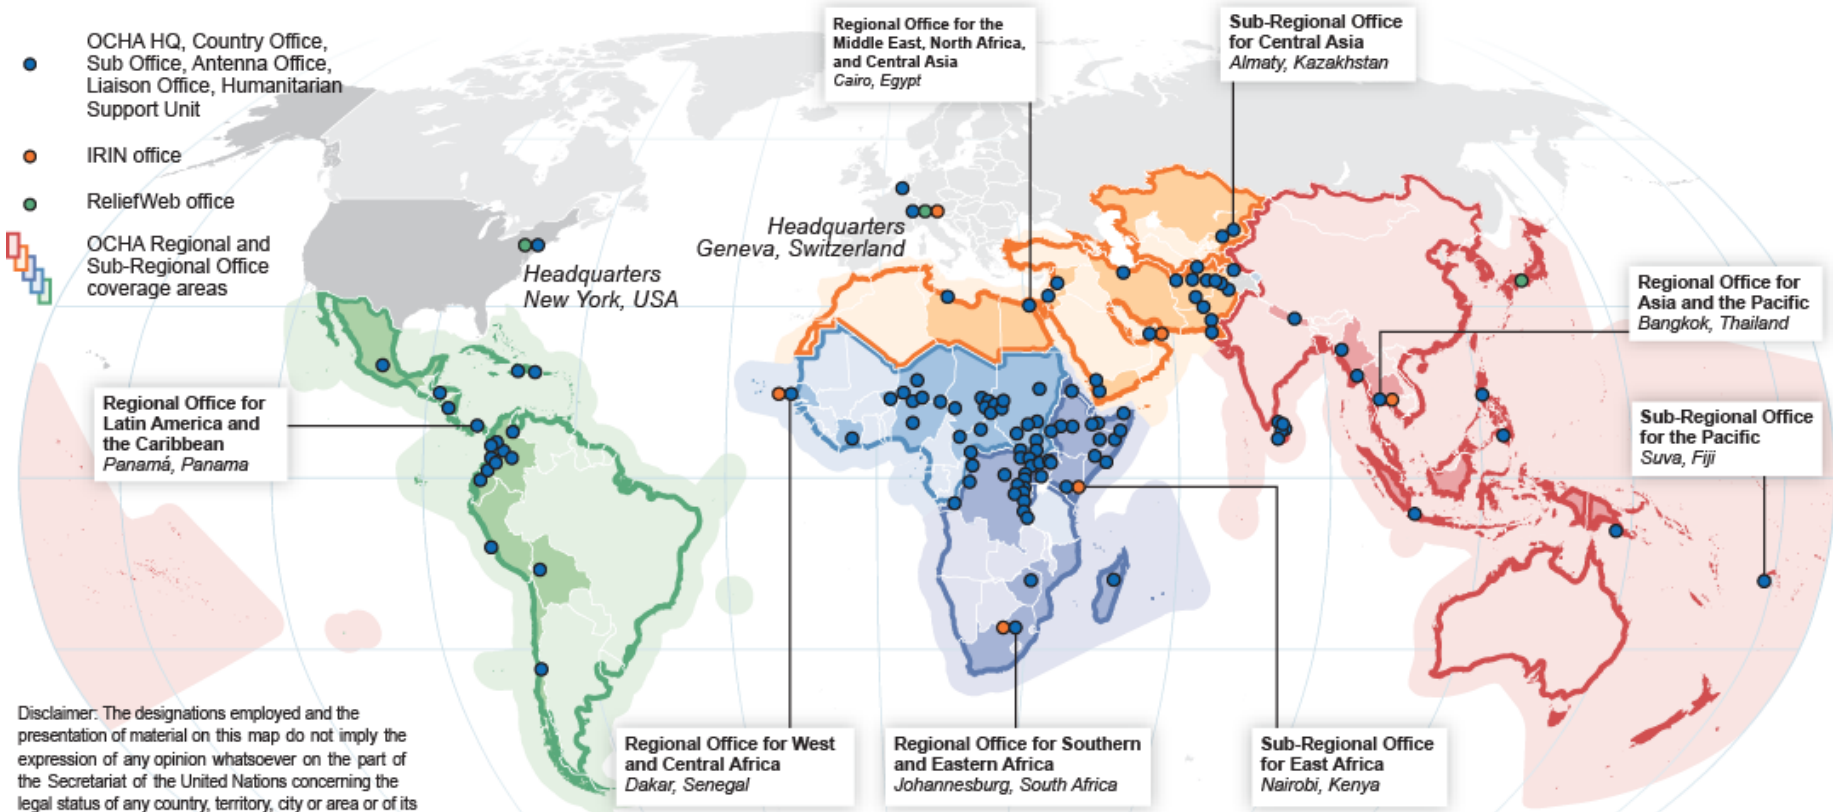 OCHA HQ, Country Office,
Sub Office, Antenna Office,
Liaison Office, Humanitarian
Support Unit
IRIN office
ReliefWeb office
OCHA Regional and
Sub-Regional Office
coverage areas
Regional Office for the
Middle East, North Africa,
and Central Asia
Cairo, Egypt
Sub-Regional Office
for Central Asia
Almaty, Kazakhstan
Headquarters
Geneva, Switzerland
Headquarters
New York, USA
Regional Office for
Asia and the Pacific
Bangkok, Thailand
Regional Office for
Latin America and
the Caribbean
Panamá, Panama
Sub-Regional Office
for the Pacific
Suva, Fiji
Regional Office for West
and Central Africa
Dakar, Senegal
Regional Office for Southern
and Eastern Africa
Johannesburg, South Africa
Sub-Regional Office
for East Africa
Nairobi, Kenya
Disclaimer: The designations employed and the
presentation of material on this map do not imply the
expression of any opinion whatsoever on the part of
the Secretariat of the United Nations concerning the
legal status of any country, territory, city or area or of its